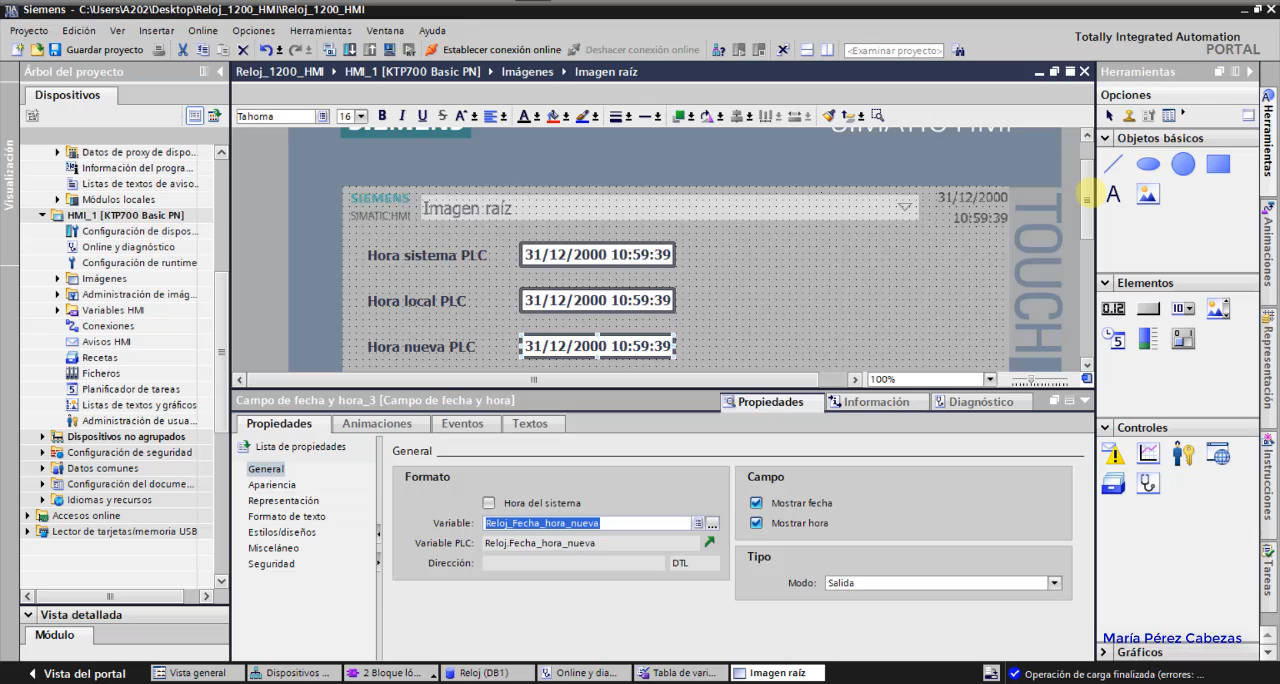 Siemens - C:\Users\A202\Desktop\Reloj_1200_HMI\Reloj_1200_HMI
Proyecto Edición Ver Insertar Online Opciones Herramientas Ventana Ayuda
Guardar proyecto
Establecer conexión online
Deshacer conexión online
<Examinar proyecto>
Totally Integrated Automation
PORTAL
Árbol del proyecto
Reloj_1200_HMI
HMI_1 [KTP700 Basic PN]
Imágenes
Imagen raíz
Herramientas
Dispositivos
Visualización
Datos de proxy de dispo...
Información del progra...
Listas de textos de aviso...
Módulos locales
HMI_1 [KTP700 Basic PN]
Configuración de dispos...
Online y diagnóstico
Configuración de runtime
Imágenes
Administración de imág...
Variables HMI
Conexiones
Avisos HMI
Recetas
Ficheros
Planificador de tareas
Listas de textos y gráficos
Administración de usua...
Dispositivos no agrupados
Configuración de seguridad
Datos comunes
Configuración del docume...
Idiomas y recursos
Accesos online
Lector de tarjetas/memoria USB
Vista detallada
Módulo
Tahoma
16
B I U S A A
SIEMENS
SIMATIC HMI
SIEMENS
SIMATIC HMI
Imagen raíz
31/12/2000
10:59:39
TOUCH
Hora sistema PLC
31/12/2000 10:59:39
Hora local PLC
31/12/2000 10:59:39
Hora nueva PLC
31/12/2000 10:59:39
100%
Campo de fecha y hora_3 [Campo de fecha y hora]
Propiedades
Información
Diagnóstico
Propiedades Animaciones Eventos Textos
Lista de propiedades
General
Apariencia
Representación
Formato de texto
Estilos/diseños
Misceláneo
Seguridad
General
Formato
Hora del sistema
Variable: Reloj_Fecha_hora_nueva
...
Variable PLC: Reloj.Fecha_hora_nueva
Dirección:
DTL
Campo
Mostrar fecha
Mostrar hora
Tipo
Modo: Salida
Opciones
Objetos básicos
A
Elementos
0.12
10
5
Controles
María Pérez Cabezas
Gráficos
Herramientas
Animaciones
Representación
Instrucciones
Tareas
Vista del portal
Vista general
Dispositivos ...
2 Bloque ló...
Reloj (DB1)
Online y dia...
Tabla de vari...
Imagen raíz
Operación de carga finalizada (errores: ...